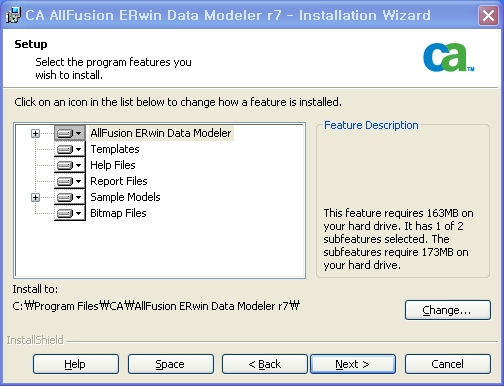 CA AllFusion ERwin Data Modeler r7 - Installation Wizard
Setup
Select the program features you
wish to install.
ca™
Click on an icon in the list below to change how a feature is installed.
AllFusion ERwin Data Modeler
Templates
Help Files
Report Files
Sample Models
Bitmap Files
Feature Description
This feature requires 163MB on
your hard drive. It has 1 of 2
subfeatures selected. The
subfeatures require 173MB on
your hard drive.
Install to:
C:₩Program Files₩CA₩AllFusion ERwin Data Modeler r7₩
Change...
InstallShield
Help
Space
< Back
Next >
Cancel